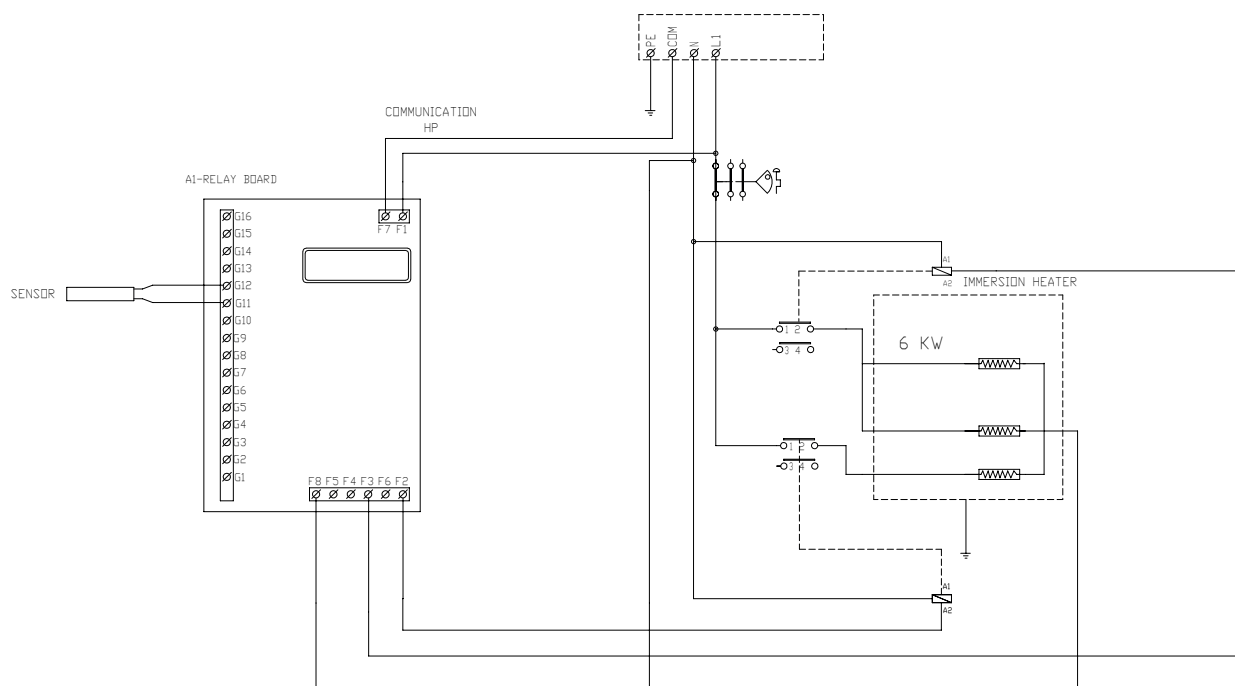 PE
COM
N
L1
COMMUNICATION
HP
A1-RELAY BOARD
G16
G15
G14
G13
G12
G11
G10
G9
G8
G7
G6
G5
G4
G3
G2
G1
F7 F1
SENSOR
F8 F5 F4 F3 F6 F2
A1
A2
IMMERSION HEATER
1 2
3 4
6 KW
1 2
3 4
A1
A2